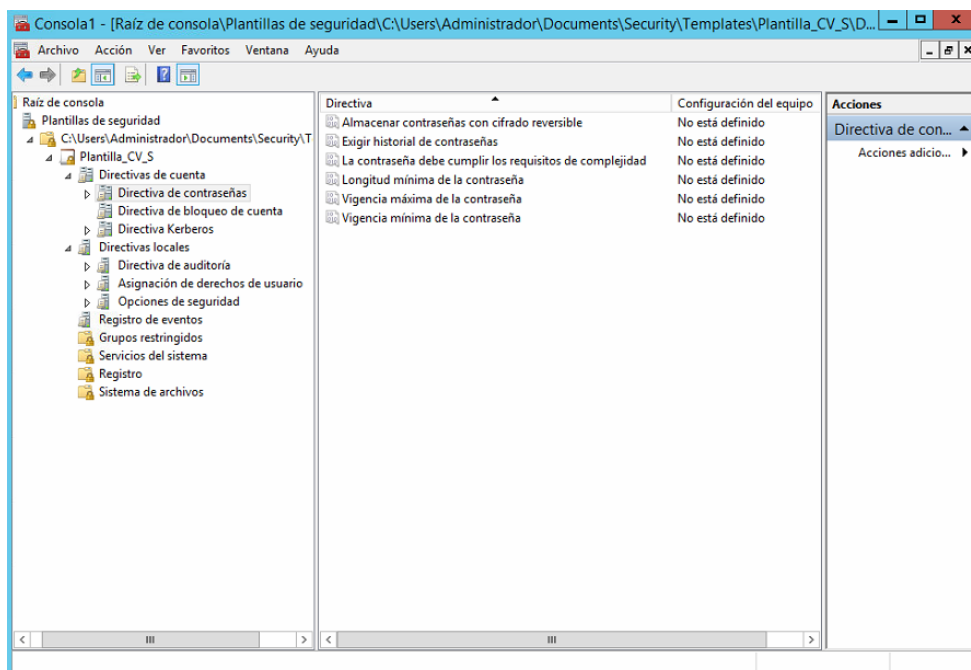 Consola1 - [Raíz de consola\Plantillas de seguridad\C:\Users\Administrador\Documents\Security\Templates\Plantilla_CV_S\D...
Archivo Acción Ver Favoritos Ventana Ayuda
Raíz de consola
Plantillas de seguridad
C:\Users\Administrador\Documents\Security\T
Plantilla_CV_S
Directivas de cuenta
Directiva de contraseñas
Directiva de bloqueo de cuenta
Directiva Kerberos
Directivas locales
Directiva de auditoría
Asignación de derechos de usuario
Opciones de seguridad
Registro de eventos
Grupos restringidos
Servicios del sistema
Registro
Sistema de archivos
Directiva Configuración del equipo
Almacenar contraseñas con cifrado reversible No está definido
Exigir historial de contraseñas No está definido
La contraseña debe cumplir los requisitos de complejidad No está definido
Longitud mínima de la contraseña No está definido
Vigencia máxima de la contraseña No está definido
Vigencia mínima de la contraseña No está definido
Acciones
Directiva de con...
Acciones adicio...